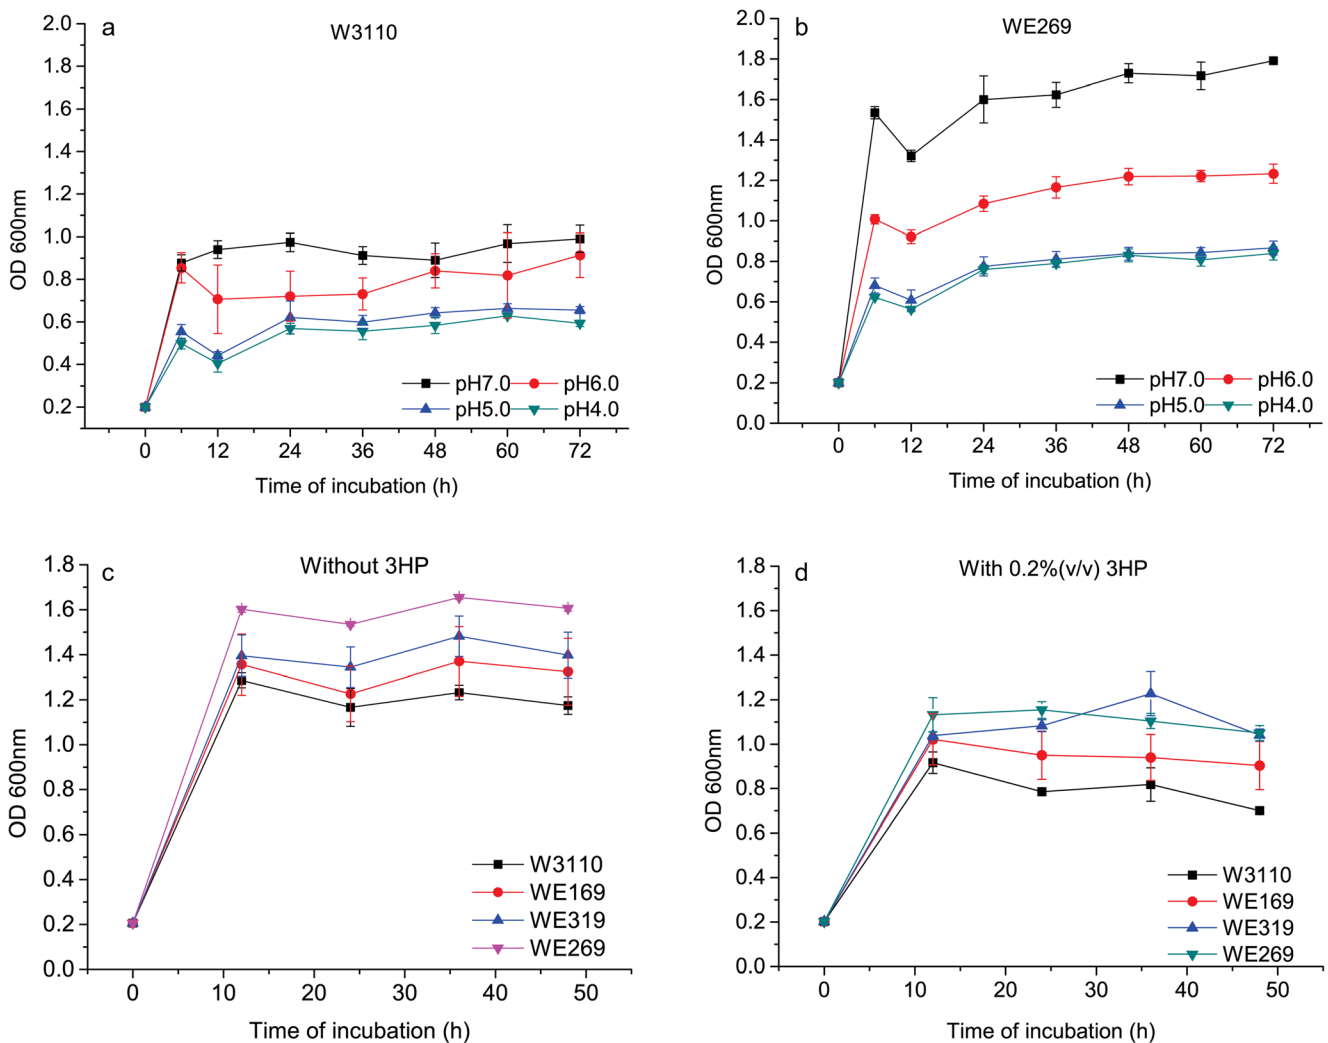 a
W3110
2.0
1.8
1.6
1.4
1.2
1.0
0.8
0.6
0.4
0.2
OD 600nm
pH7.0 pH6.0
pH5.0 pH4.0
0 12 24 36 48 60 72
Time of incubation (h)
b
WE269
2.0
1.8
1.6
1.4
1.2
1.0
0.8
0.6
0.4
0.2
0.0
OD 600nm
pH7.0 pH6.0
pH5.0 pH4.0
0 12 24 36 48 60 72
Time of incubation (h)
c
Without 3HP
1.8
1.6
1.4
1.2
1.0
0.8
0.6
0.4
0.2
0.0
OD 600nm
W3110
WE169
WE319
WE269
0 10 20 30 40 50
Time of incubation (h)
d
With 0.2%(v/v) 3HP
1.8
1.6
1.4
1.2
1.0
0.8
0.6
0.4
0.2
0.0
OD 600nm
W3110
WE169
WE319
WE269
0 10 20 30 40 50
Time of incubation (h)